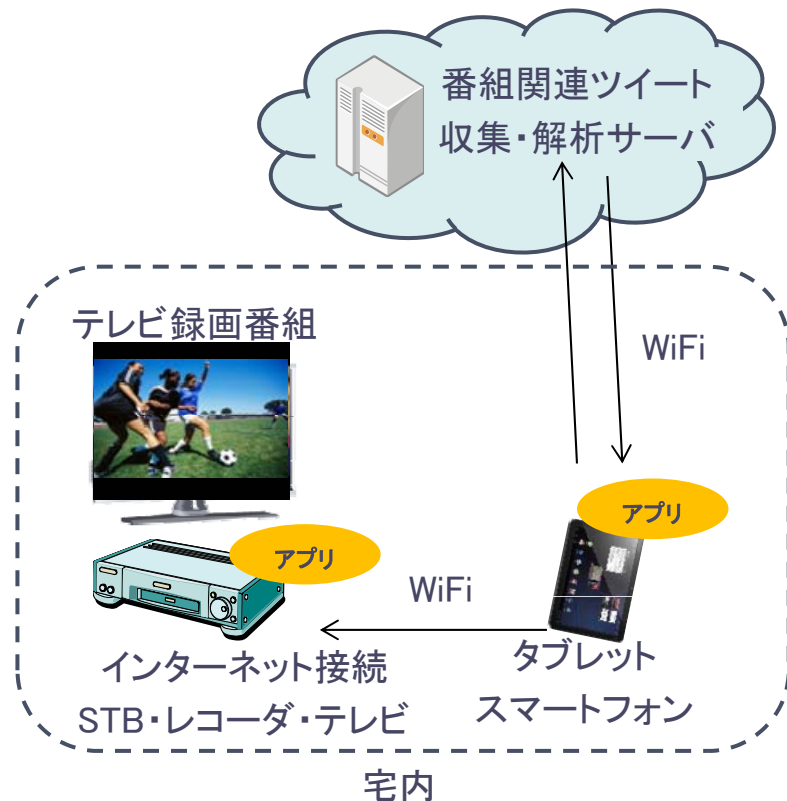 番組関連ツイート
収集・解析サーバ
テレビ録画番組
WiFi
アプリ
アプリ
WiFi
インターネット接続
STB・レコーダ・テレビ
タブレット
スマートフォン
宅内